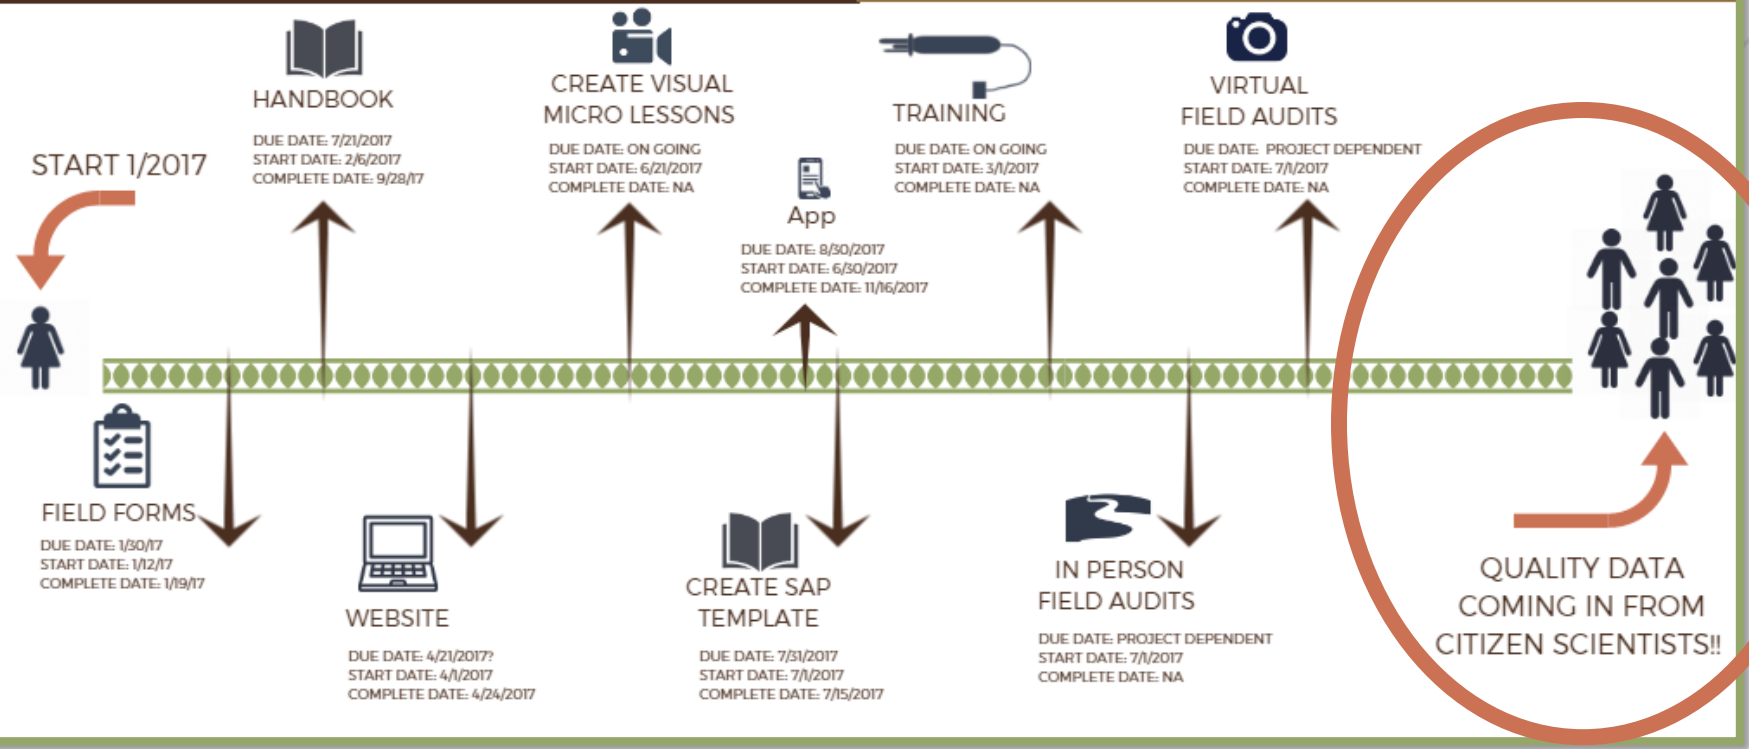 START 1/2017
HANDBOOK
DUE DATE: 7/21/2017
START DATE: 2/6/2017
COMPLETE DATE: 9/28/17
CREATE VISUAL
MICRO LESSONS
DUE DATE: ON GOING
START DATE: 6/21/2017
COMPLETE DATE: NA
App
DUE DATE: 8/30/2017
START DATE: 6/30/2017
COMPLETE DATE: 11/16/2017
TRAINING
DUE DATE: ON GOING
START DATE: 3/1/2017
COMPLETE DATE: NA
VIRTUAL
FIELD AUDITS
DUE DATE: PROJECT DEPENDENT
START DATE: 7/1/2017
COMPLETE DATE: NA
FIELD FORMS
DUE DATE: 1/30/17
START DATE: 1/12/17
COMPLETE DATE: 1/19/17
WEBSITE
DUE DATE: 4/21/2017?
START DATE: 4/1/2017
COMPLETE DATE: 4/24/2017
CREATE SAP
TEMPLATE
DUE DATE: 7/31/2017
START DATE: 7/1/2017
COMPLETE DATE: 7/15/2017
IN PERSON
FIELD AUDITS
DUE DATE: PROJECT DEPENDENT
START DATE: 7/1/2017
COMPLETE DATE: NA
QUALITY DATA
COMING IN FROM
CITIZEN SCIENTISTS!!